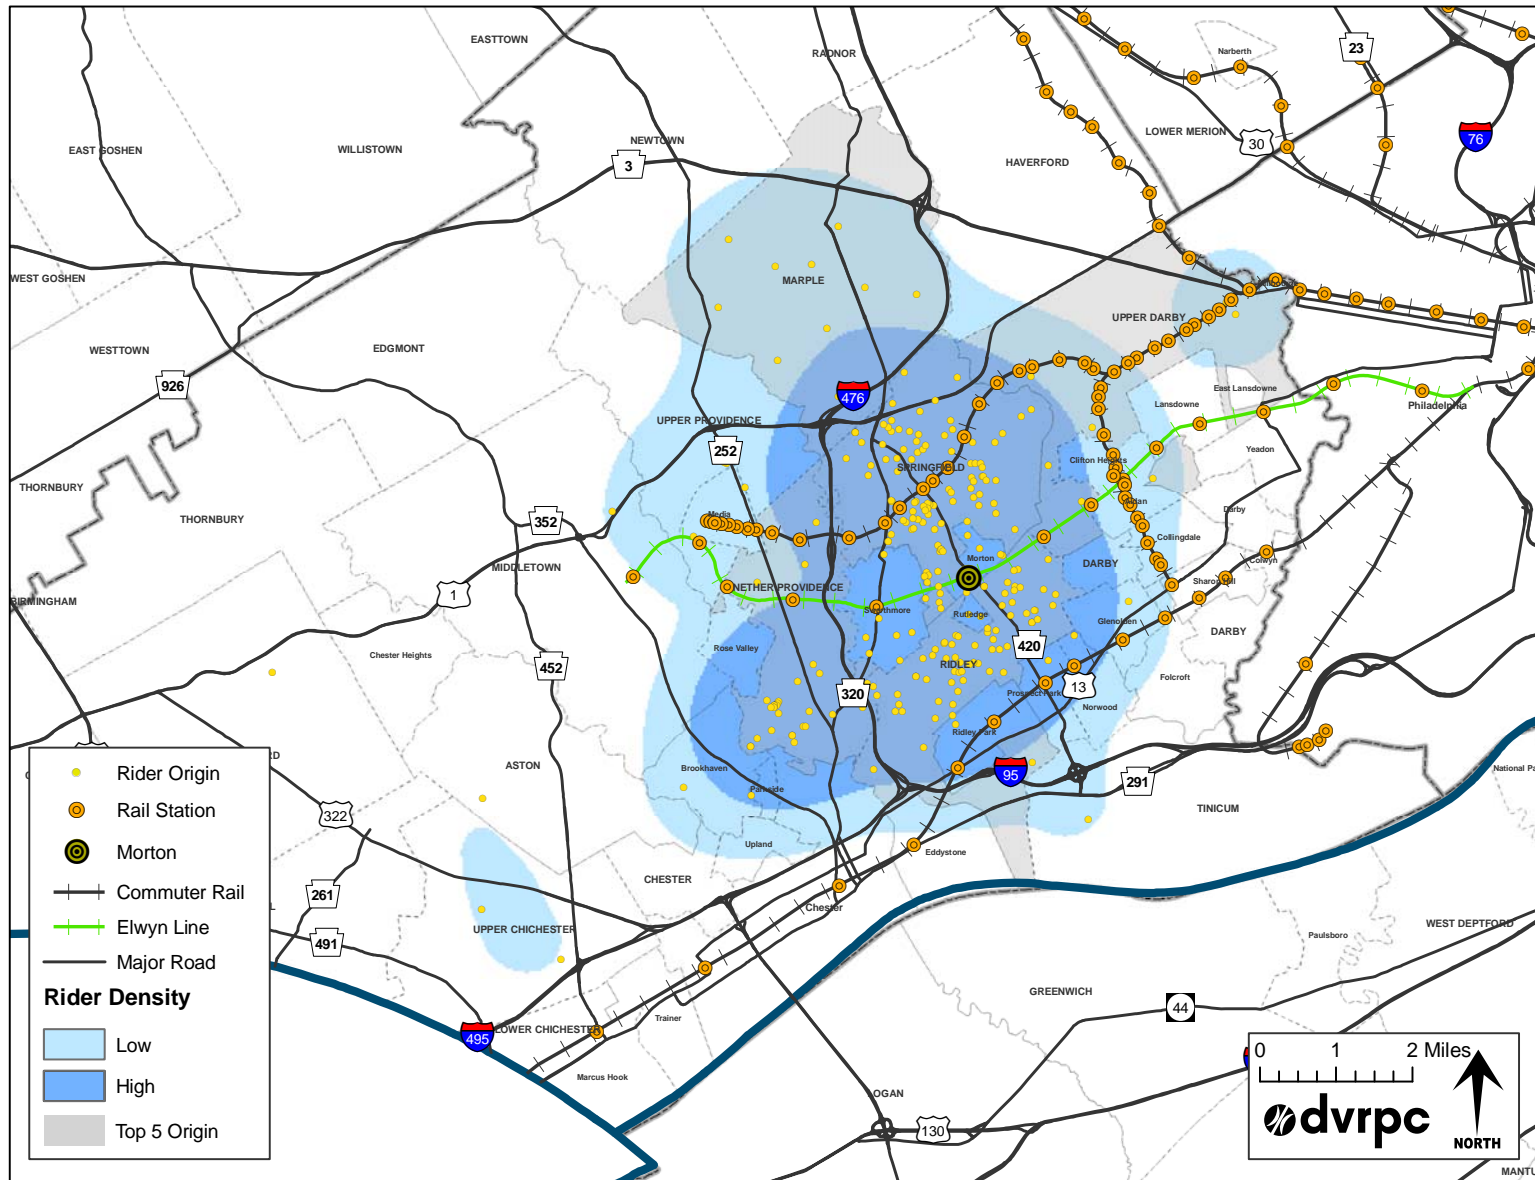 EASTTOWN
RADNOR
Narberth
23
LOWER MERION
76
30
EAST GOSHEN
WILLISTOWN
NEWTOWN
3
HAVERFORD
WEST GOSHEN
MARPLE
UPPER DARBY
WESTTOWN
EDGMONT
926
476
East Lansdowne
Lansdowne
Philadelphia
UPPER PROVIDENCE
252
Yeadon
SPRINGFIELD
Clifton Heights
THORNBURY
THORNBURY
352
Media
Aldan
Darby
Collingdale
Morton
Colwyn
MIDDLETOWN
DARBY
NETHER PROVIDENCE
Sharon Hill
1
BIRMINGHAM
Swarthmore
Rutledge
Glenolden
DARBY
Rose Valley
420
Chester Heights
452
RIDLEY
Folcroft
320
Prospect Park
13
Norwood
Ridley Park
ASTON
Brookhaven
95
291
National Pa
Parkside
TINICUM
322
Upland
Eddystone
CHESTER
261
Chester
UPPER CHICHESTER
491
Paulsboro
WEST DEPTFORD
GREENWICH
44
Trainer
LOWER CHICHESTER
495
Marcus Hook
OGAN
130
MANTU
Rider Origin
Rail Station
Morton
Commuter Rail
Elwyn Line
Major Road
Rider Density
Low
High
Top 5 Origin
0 1 2 Miles
dvrpc
NORTH